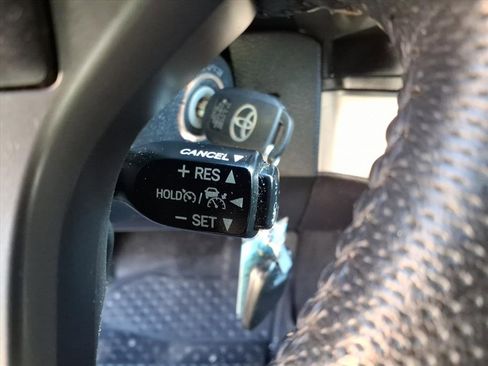 CANCEL ▼
+ RES ▲
HOLD / ◀
− SET ▼